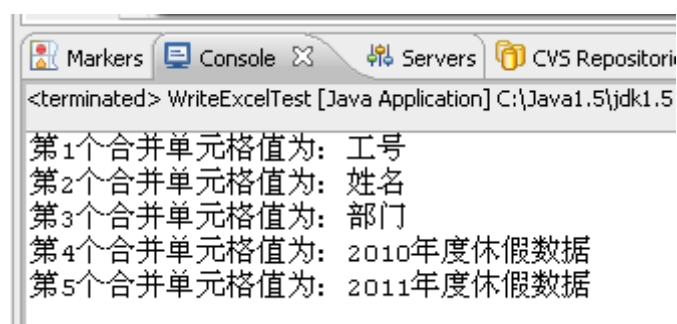 Markers Console Servers CVS Repositori
<terminated> WriteExcelTest [Java Application] C:\Java1.5\jdk1.5
第1个合并单元格值为：工号
第2个合并单元格值为：姓名
第3个合并单元格值为：部门
第4个合并单元格值为：2010年度休假数据
第5个合并单元格值为：2011年度休假数据